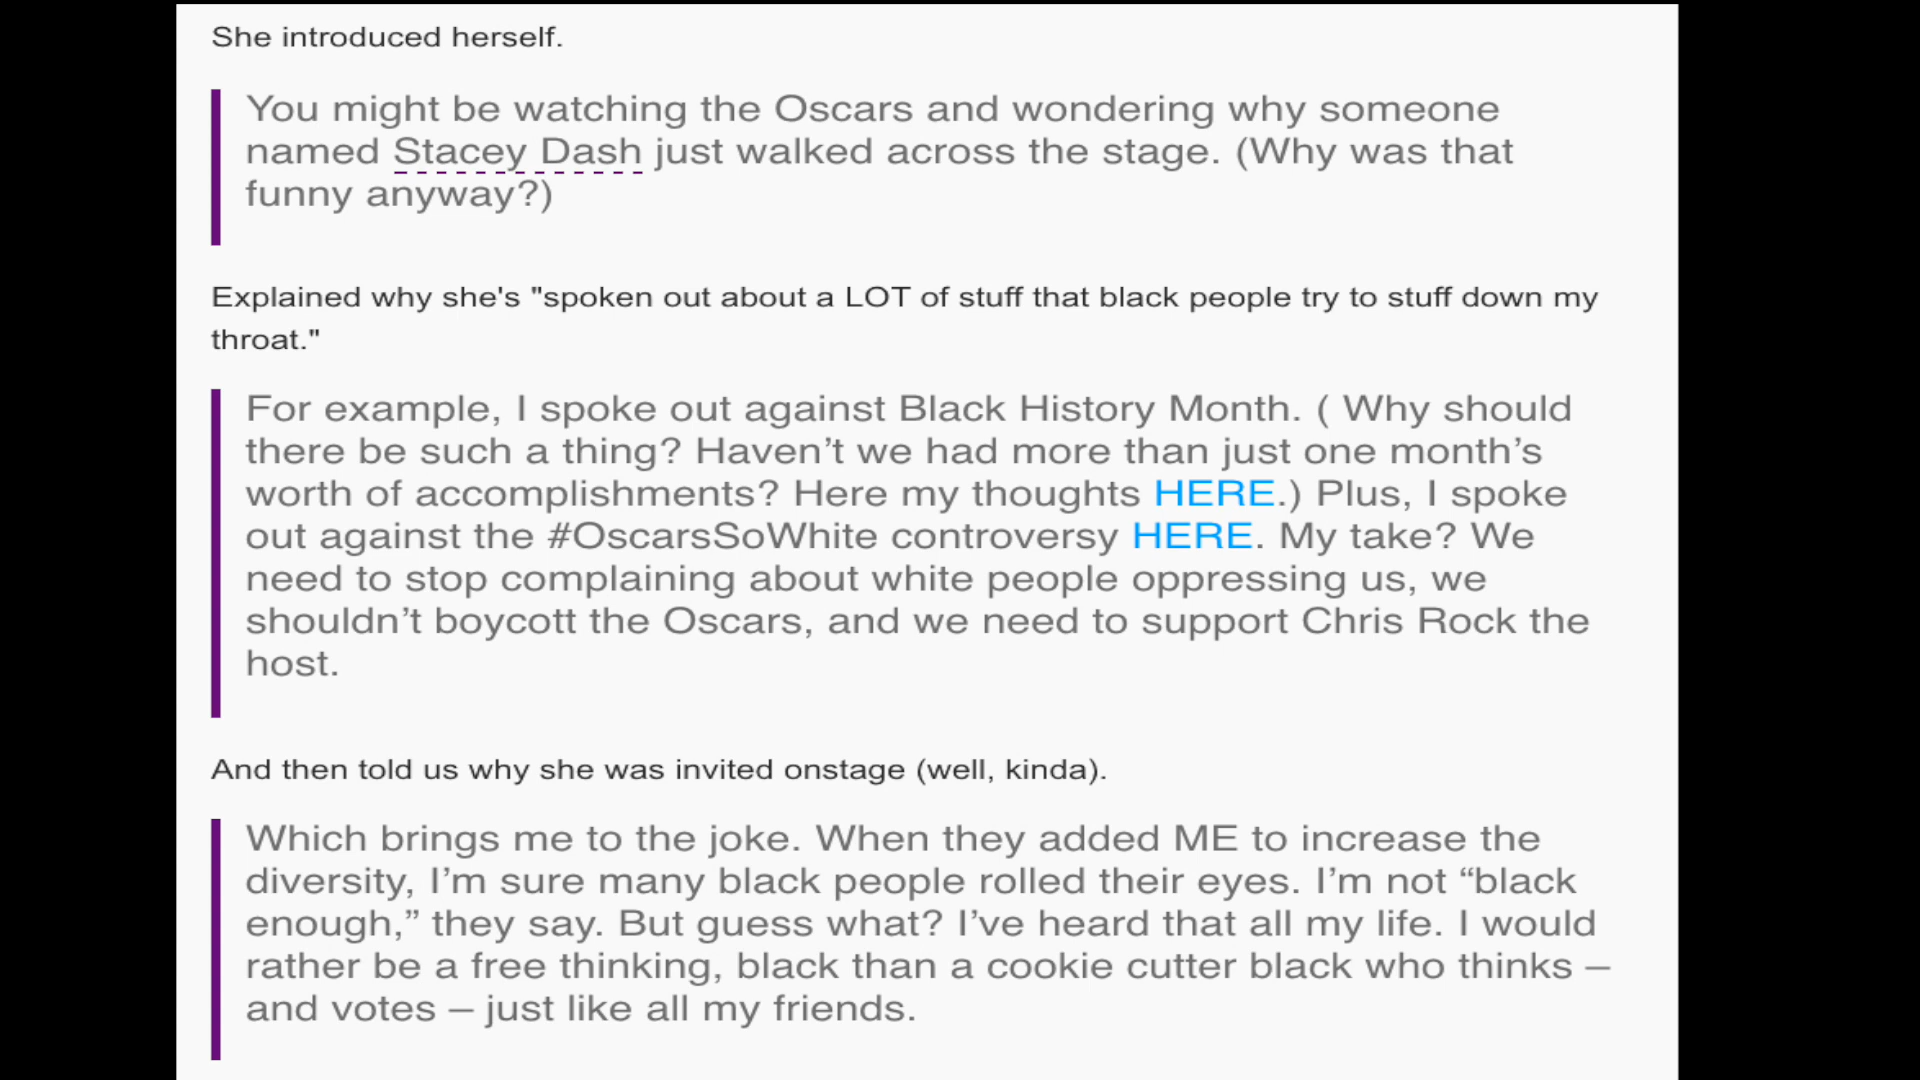 She introduced herself.
You might be watching the Oscars and wondering why someone
named Stacey Dash just walked across the stage. (Why was that
funny anyway?)
Explained why she's "spoken out about a LOT of stuff that black people try to stuff down my
throat."
For example, I spoke out against Black History Month. ( Why should
there be such a thing? Haven’t we had more than just one month’s
worth of accomplishments? Here my thoughts HERE.) Plus, I spoke
out against the #OscarsSoWhite controversy HERE. My take? We
need to stop complaining about white people oppressing us, we
shouldn’t boycott the Oscars, and we need to support Chris Rock the
host.
And then told us why she was invited onstage (well, kinda).
Which brings me to the joke. When they added ME to increase the
diversity, I’m sure many black people rolled their eyes. I’m not “black
enough,” they say. But guess what? I’ve heard that all my life. I would
rather be a free thinking, black than a cookie cutter black who thinks –
and votes – just like all my friends.